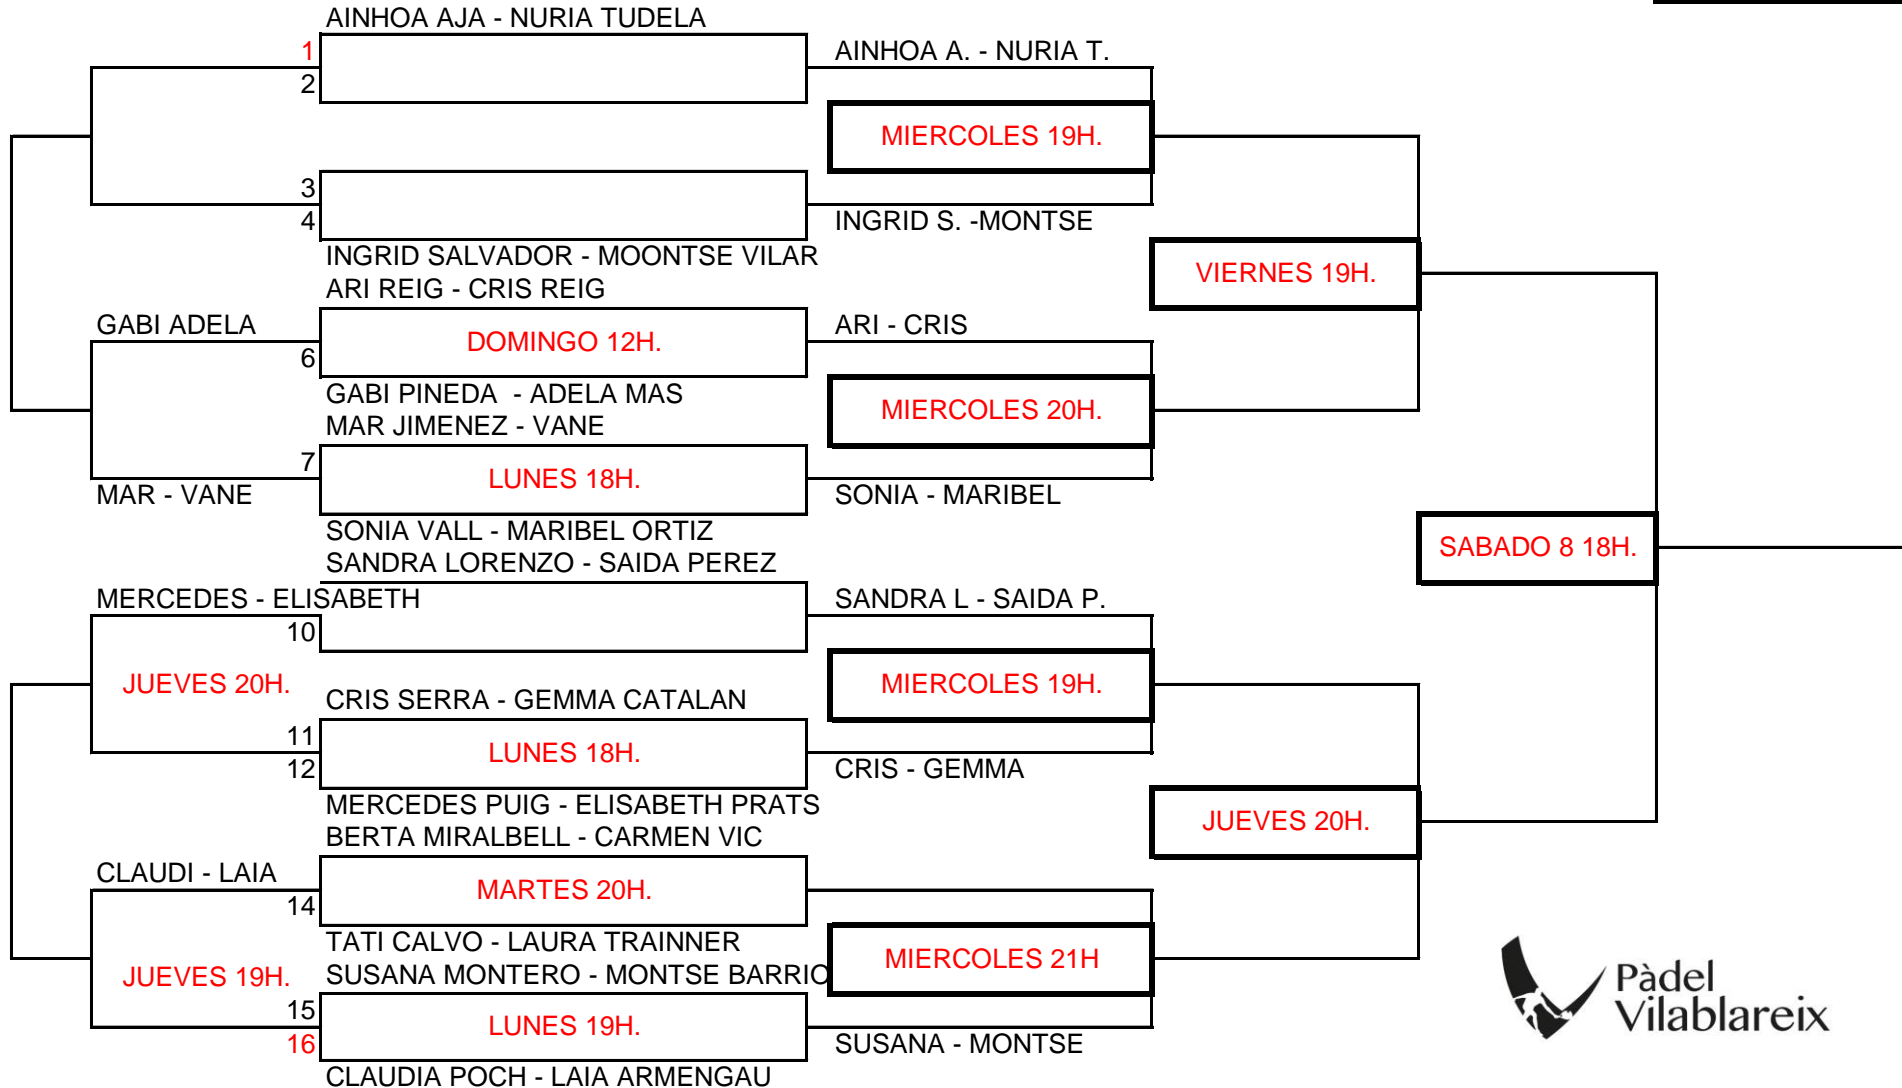 AINHOA AJA - NURIA TUDELA
1
AINHOA A. - NURIA T.
2
MIERCOLES 19H.
3
4
INGRID S. -MONTSE
INGRID SALVADOR - MOONTSE VILAR
VIERNES 19H.
ARI REIG - CRIS REIG
GABI ADELA
ARI - CRIS
DOMINGO 12H.
6
GABI PINEDA  - ADELA MAS
MIERCOLES 20H.
MAR JIMENEZ - VANE
7
LUNES 18H.
MAR - VANE
SONIA - MARIBEL
SONIA VALL - MARIBEL ORTIZ
SABADO 8 18H.
SANDRA LORENZO - SAIDA PEREZ
MERCEDES - ELISABETH
SANDRA L - SAIDA P.
10
JUEVES 20H.
MIERCOLES 19H.
CRIS SERRA - GEMMA CATALAN
11
LUNES 18H.
12
CRIS - GEMMA
MERCEDES PUIG - ELISABETH PRATS
JUEVES 20H.
BERTA MIRALBELL - CARMEN VIC
CLAUDI - LAIA
MARTES 20H.
14
TATI CALVO - LAURA TRAINNER
MIERCOLES 21H
JUEVES 19H.
SUSANA MONTERO - MONTSE BARRIO
15
LUNES 19H.
16
SUSANA - MONTSE
CLAUDIA POCH - LAIA ARMENGAU
Pàdel
Vilablareix